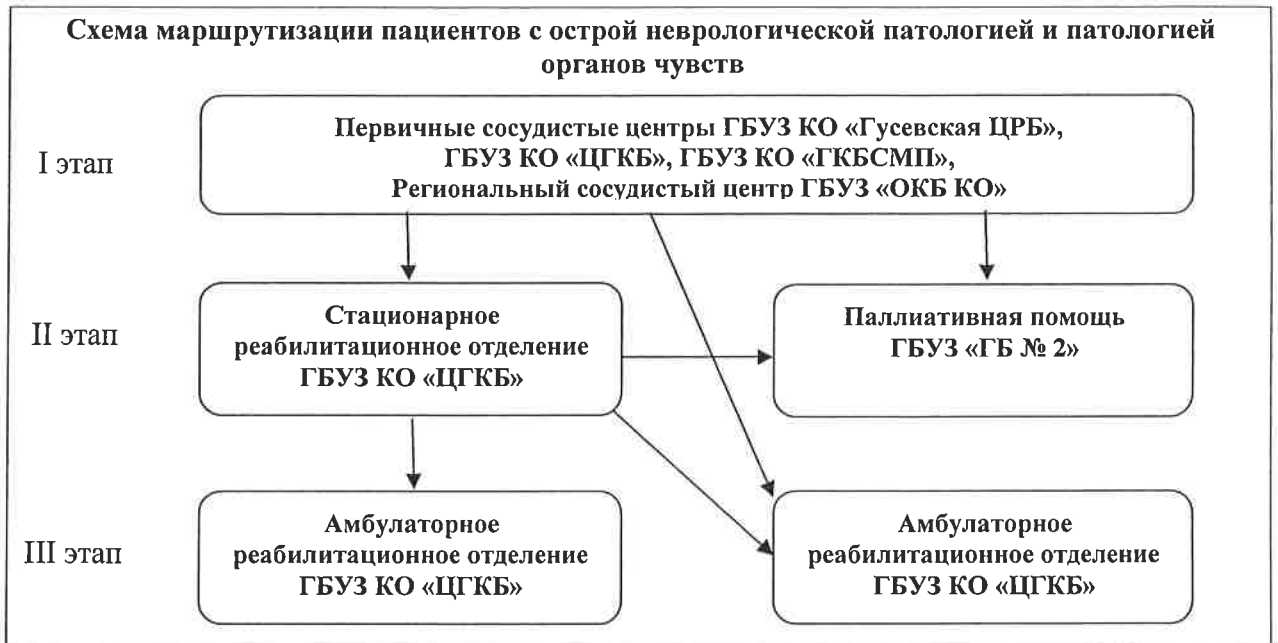 Схема маршрутизации пациентов с острой неврологической патологией и патологией
органов чувств
I этап
Первичные сосудистые центры ГБУЗ КО «Гусевская ЦРБ»,
ГБУЗ КО «ЦГКБ», ГБУЗ КО «ГКБСМП»,
Региональный сосудистый центр ГБУЗ «ОКБ КО»
II этап
Стационарное
реабилитационное отделение
ГБУЗ КО «ЦГКБ»
Паллиативная помощь
ГБУЗ «ГБ № 2»
III этап
Амбулаторное
реабилитационное отделение
ГБУЗ КО «ЦГКБ»
Амбулаторное
реабилитационное отделение
ГБУЗ КО «ЦГКБ»